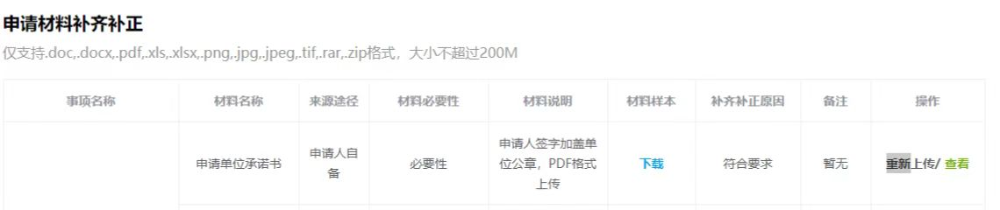 申请材料补齐补正
仅支持.doc,.docx,.pdf,.xls,.xlsx,.png,.jpg,.jpeg,.tif,.rar,.zip格式，大小不超过200M
事项名称 材料名称 来源途径 材料必要性 材料说明 材料样本 补齐补正原因 备注 操作
申请单位承诺书
申请人自
备
必要性
申请人签字加盖单
位公章，PDF格式
上传
下载
符合要求
暂无
重新上传/ 查看